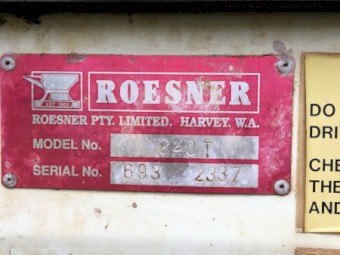 ROESNER
ROESNER PTY. LIMITED. HARVEY. W.A.
MODEL No.
SERIAL No. 693 2337
DO
DRI
CHE
THE
AND